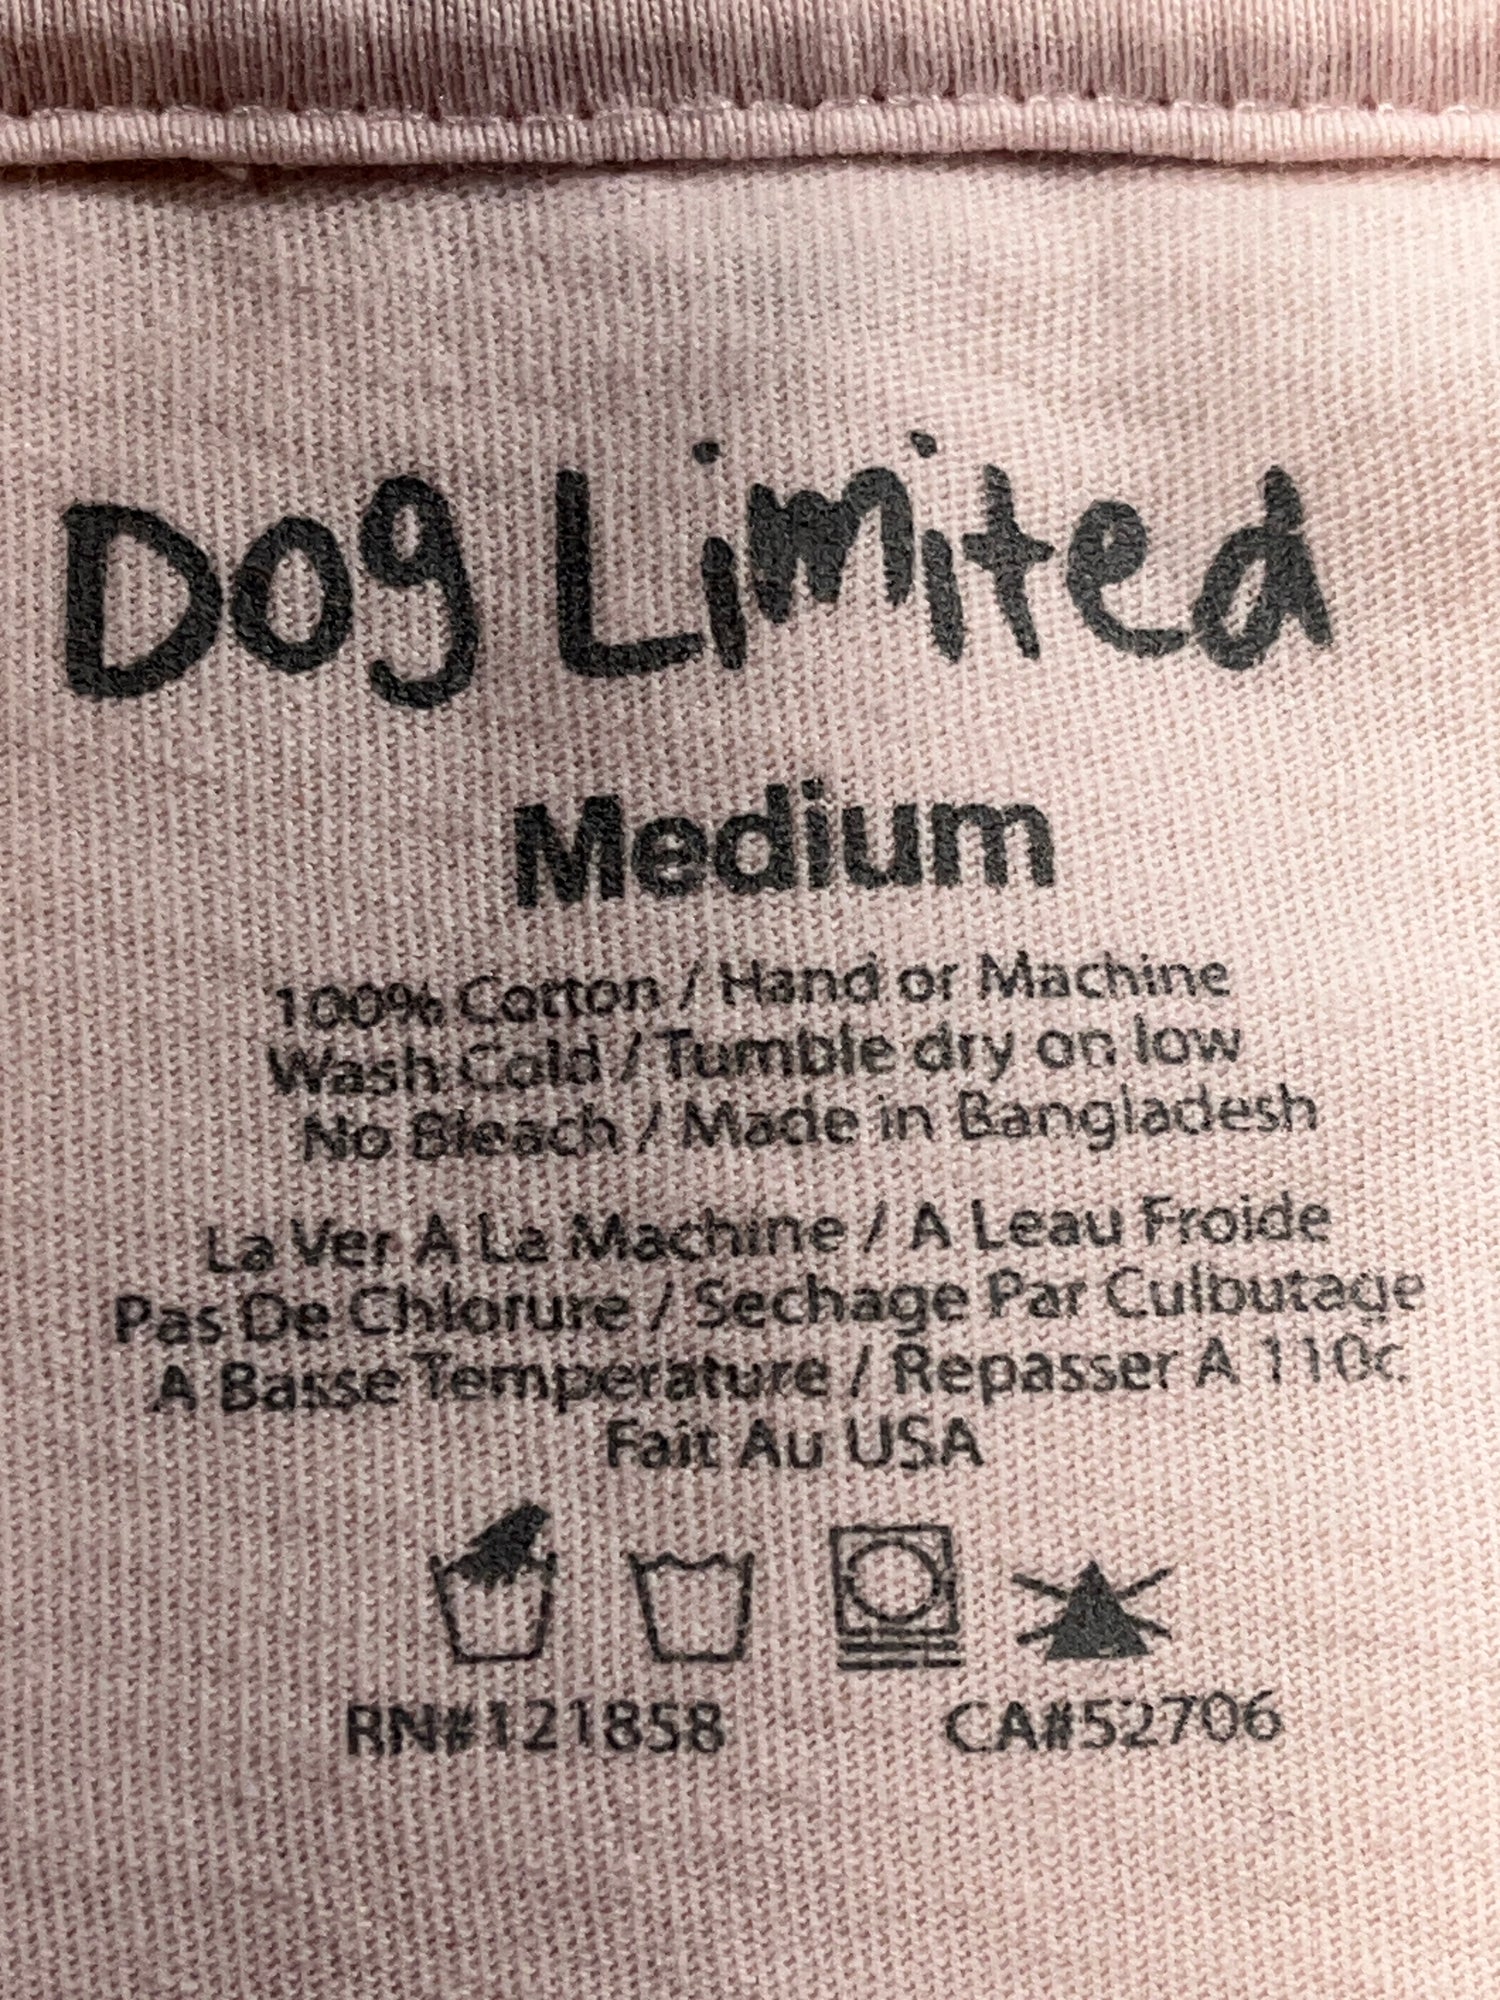 Dog Limited
Medium
100% Cotton / Hand or Machine
Wash Cold / Tumble dry on low
No Bleach / Made in Bangladesh
La Ver A La Machine / A Leau Froide
Pas De Chlorure / Sechage Par Culbutage
A Basse Temperature / Repasser A 110c
Fait Au USA
RN#121858 CA#52706